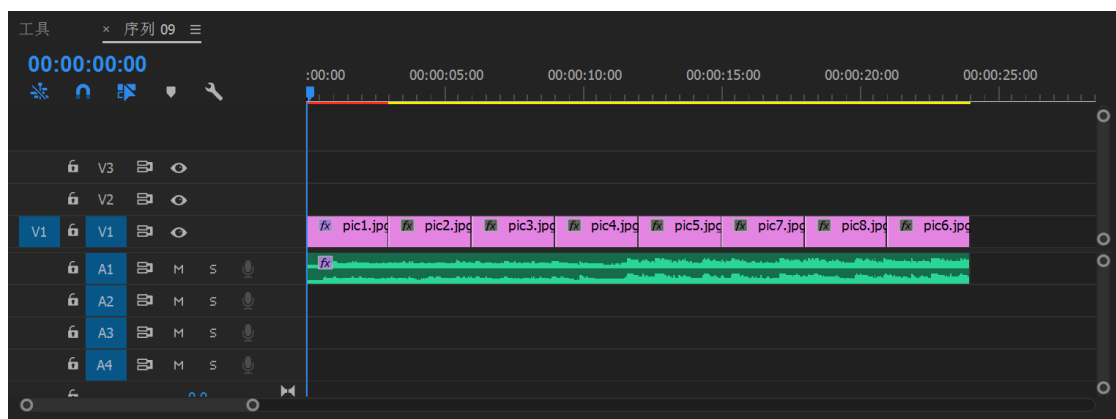 工具 × 序列 09
00:00:00:00
:00:00 00:00:05:00 00:00:10:00 00:00:15:00 00:00:20:00 00:00:25:00
V3
V2
V1 V1
fx pic1.jpg fx pic2.jpg fx pic3.jpg fx pic4.jpg fx pic5.jpg fx pic7.jpg fx pic8.jpg fx pic6.jpg
A1 M S fx
A2 M S
A3 M S
A4 M S